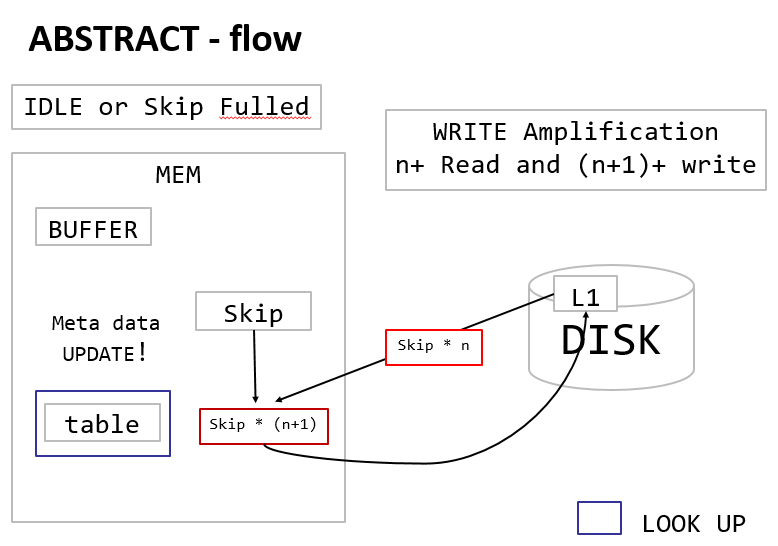 ABSTRACT - flow
IDLE or Skip Fulled
WRITE Amplification
n+ Read and (n+1)+ write
MEM
BUFFER
Skip
L1
DISK
Meta data
UPDATE!
Skip * n
table
Skip * (n+1)
LOOK UP